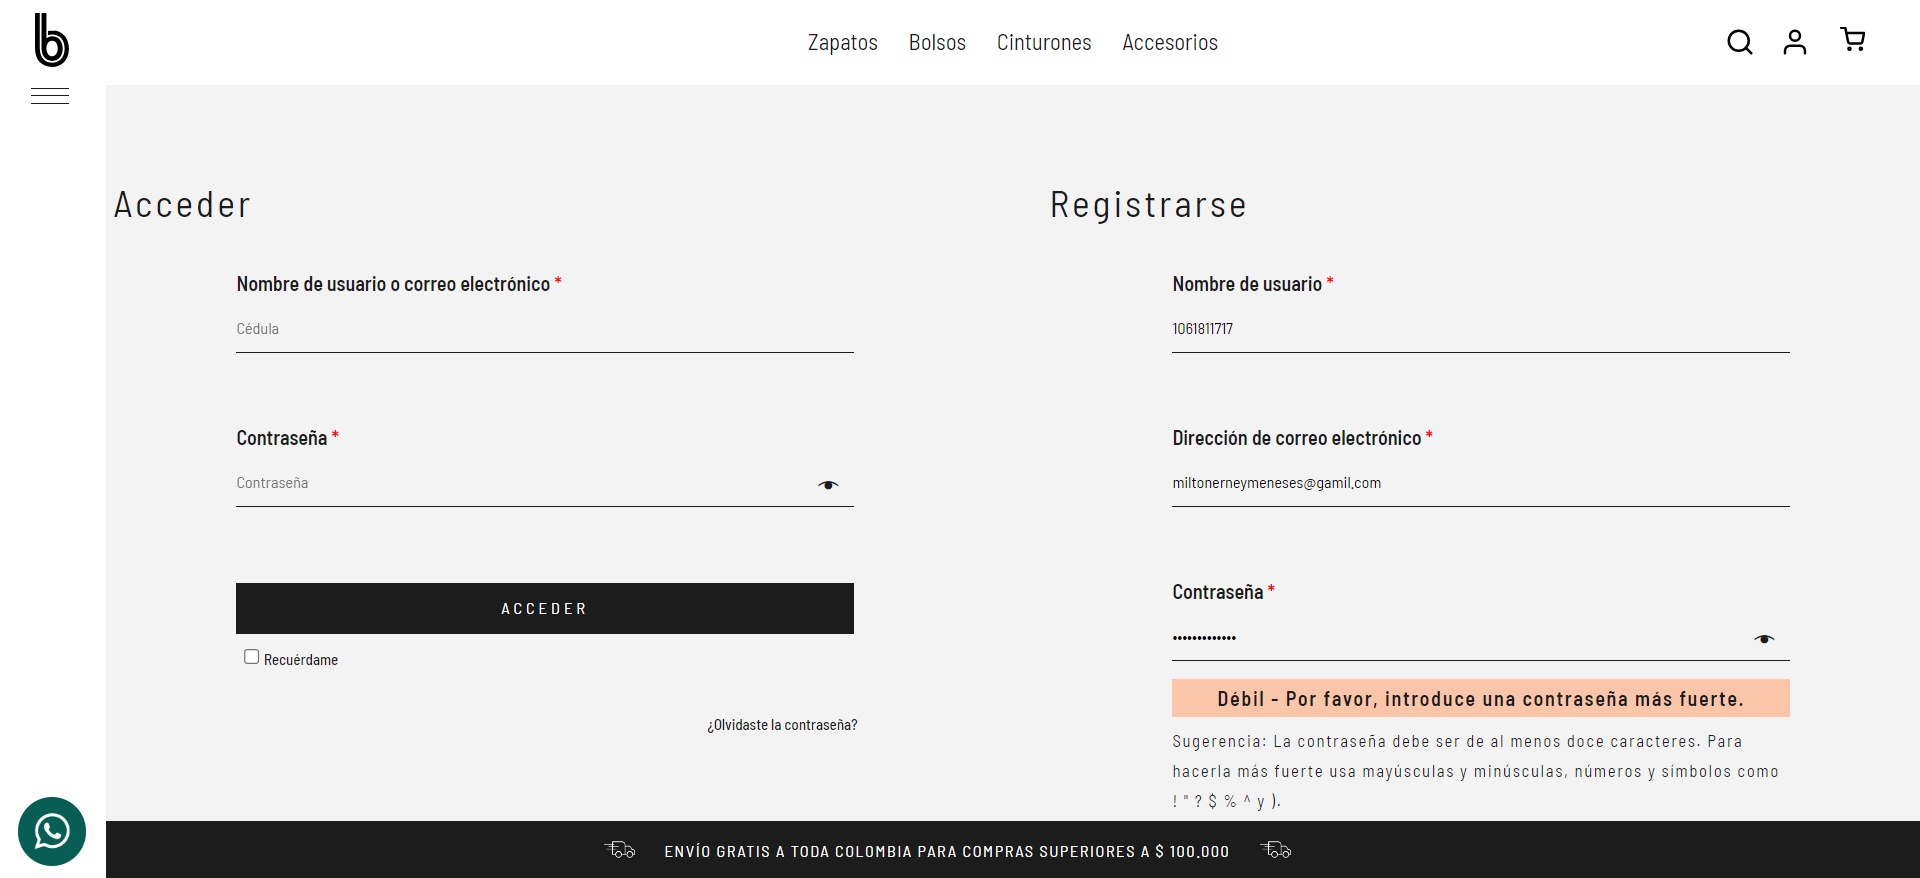 b
Zapatos Bolsos Cinturones Accesorios
Acceder
Nombre de usuario o correo electrónico *
Cédula
Contraseña *
Contraseña
ACCEDER
Recuérdame
¿Olvidaste la contraseña?
Registrarse
Nombre de usuario *
1061811717
Dirección de correo electrónico *
miltonerneymeneses@gamil.com
Contraseña *
•••••••••••••
Débil - Por favor, introduce una contraseña más fuerte.
Sugerencia: La contraseña debe ser de al menos doce caracteres. Para
hacerla más fuerte usa mayúsculas y minúsculas, números y símbolos como
! " ? $ % ^ y ).
ENVÍO GRATIS A TODA COLOMBIA PARA COMPRAS SUPERIORES A $ 100.000